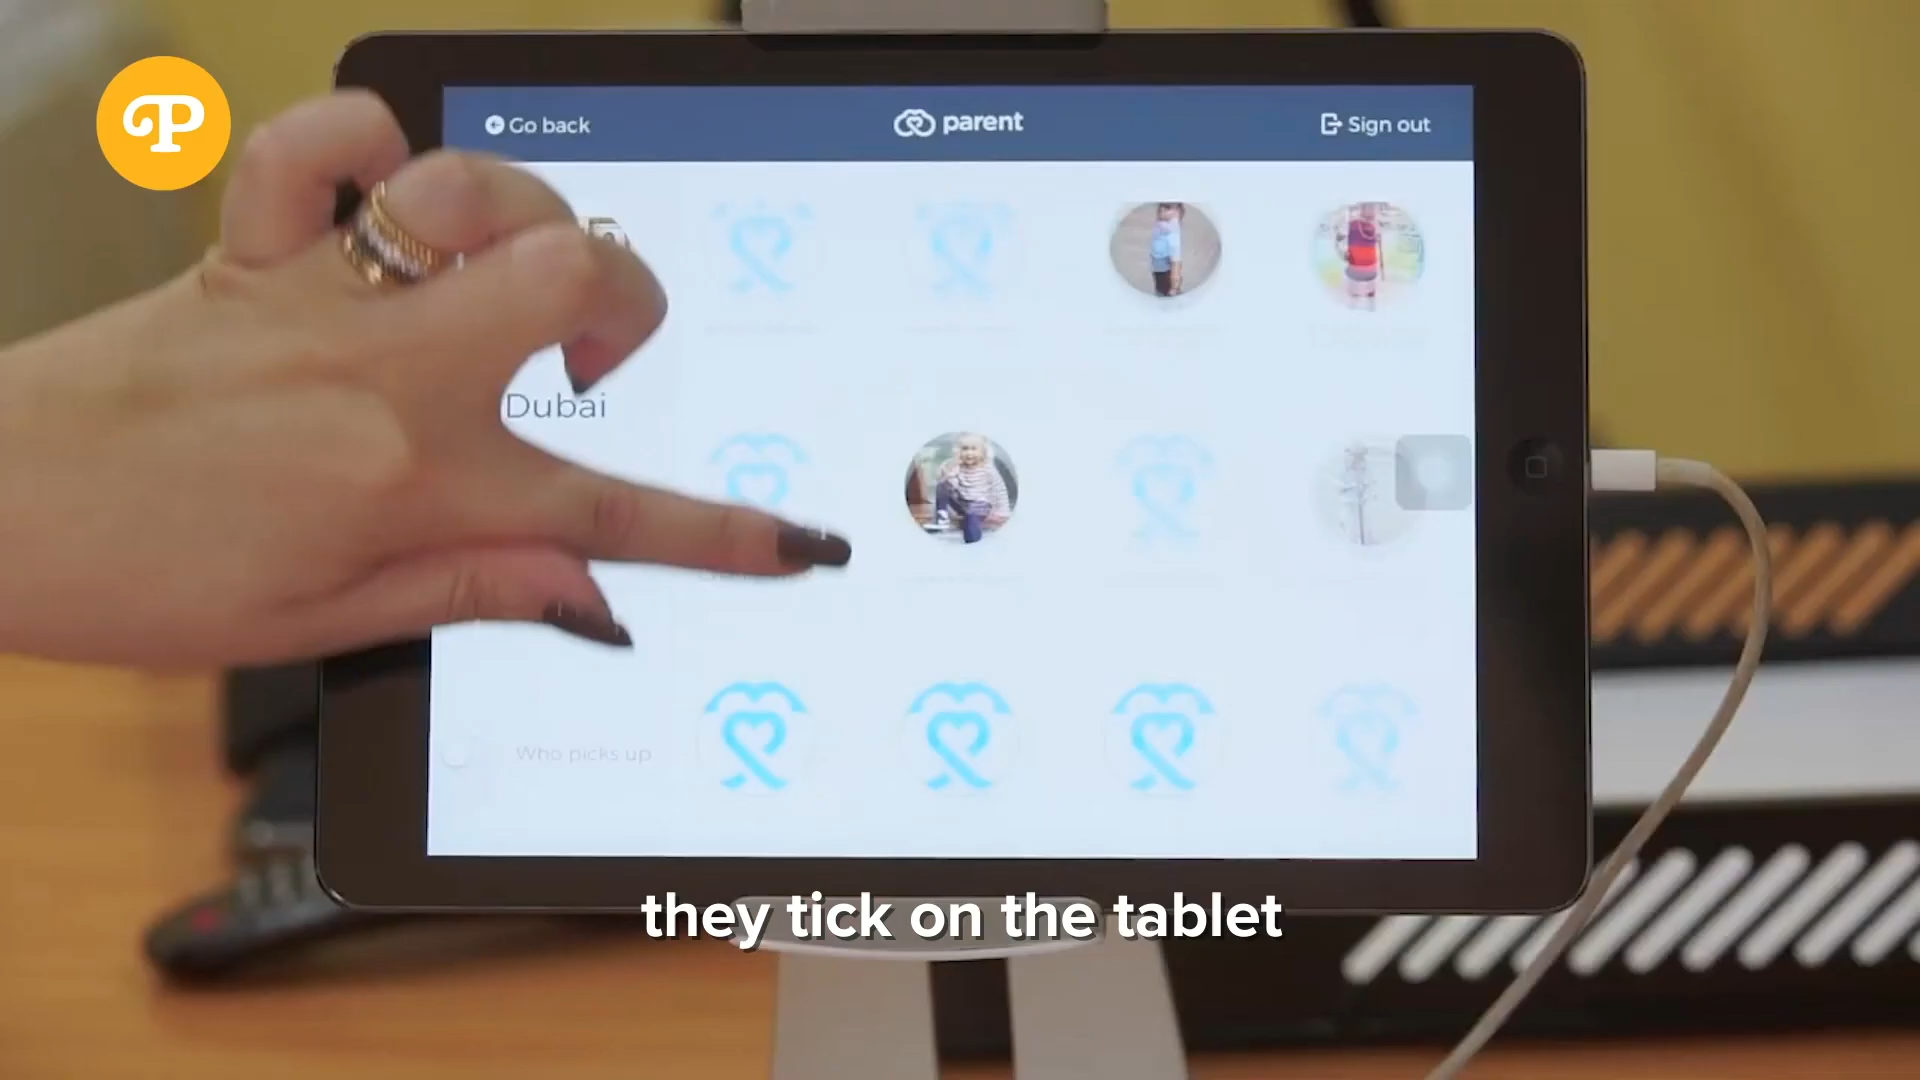 P
Go back
parent
Sign out
Dubai
Who picks up
they tick on the tablet